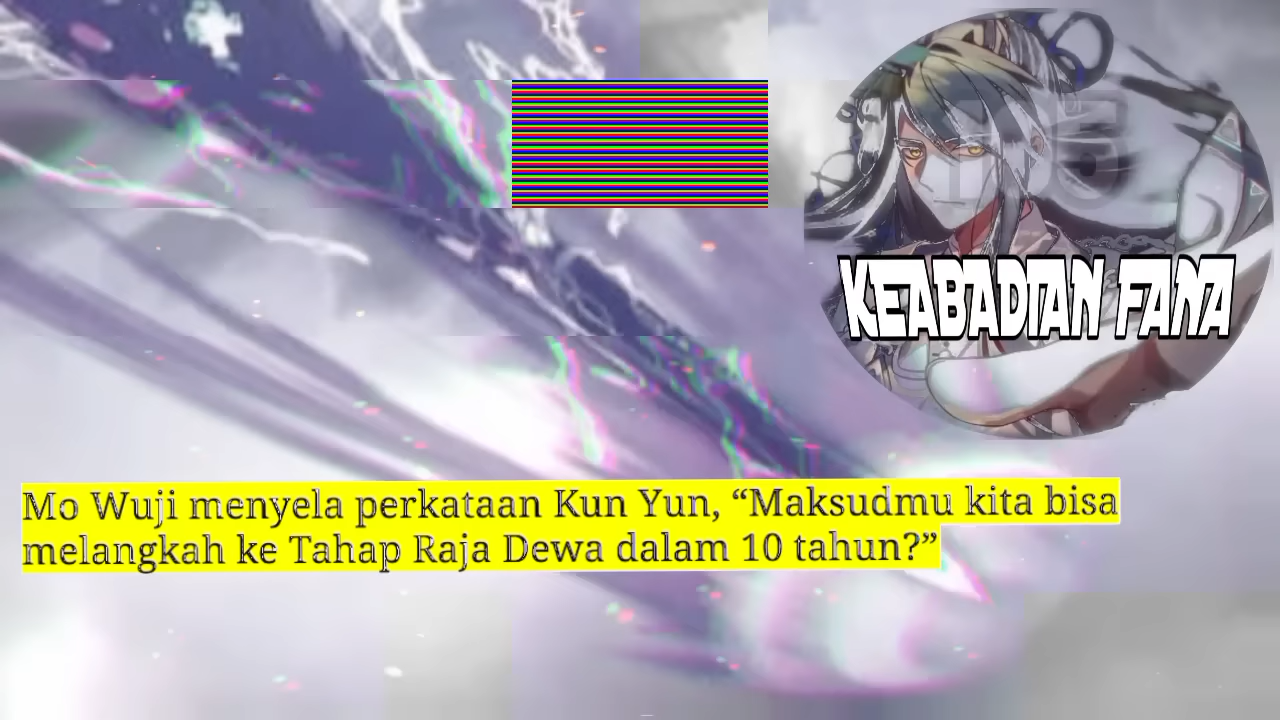 KEABADIAN FANA
Mo Wuji menyela perkataan Kun Yun, “Maksudmu kita bisa
melangkah ke Tahap Raja Dewa dalam 10 tahun?”